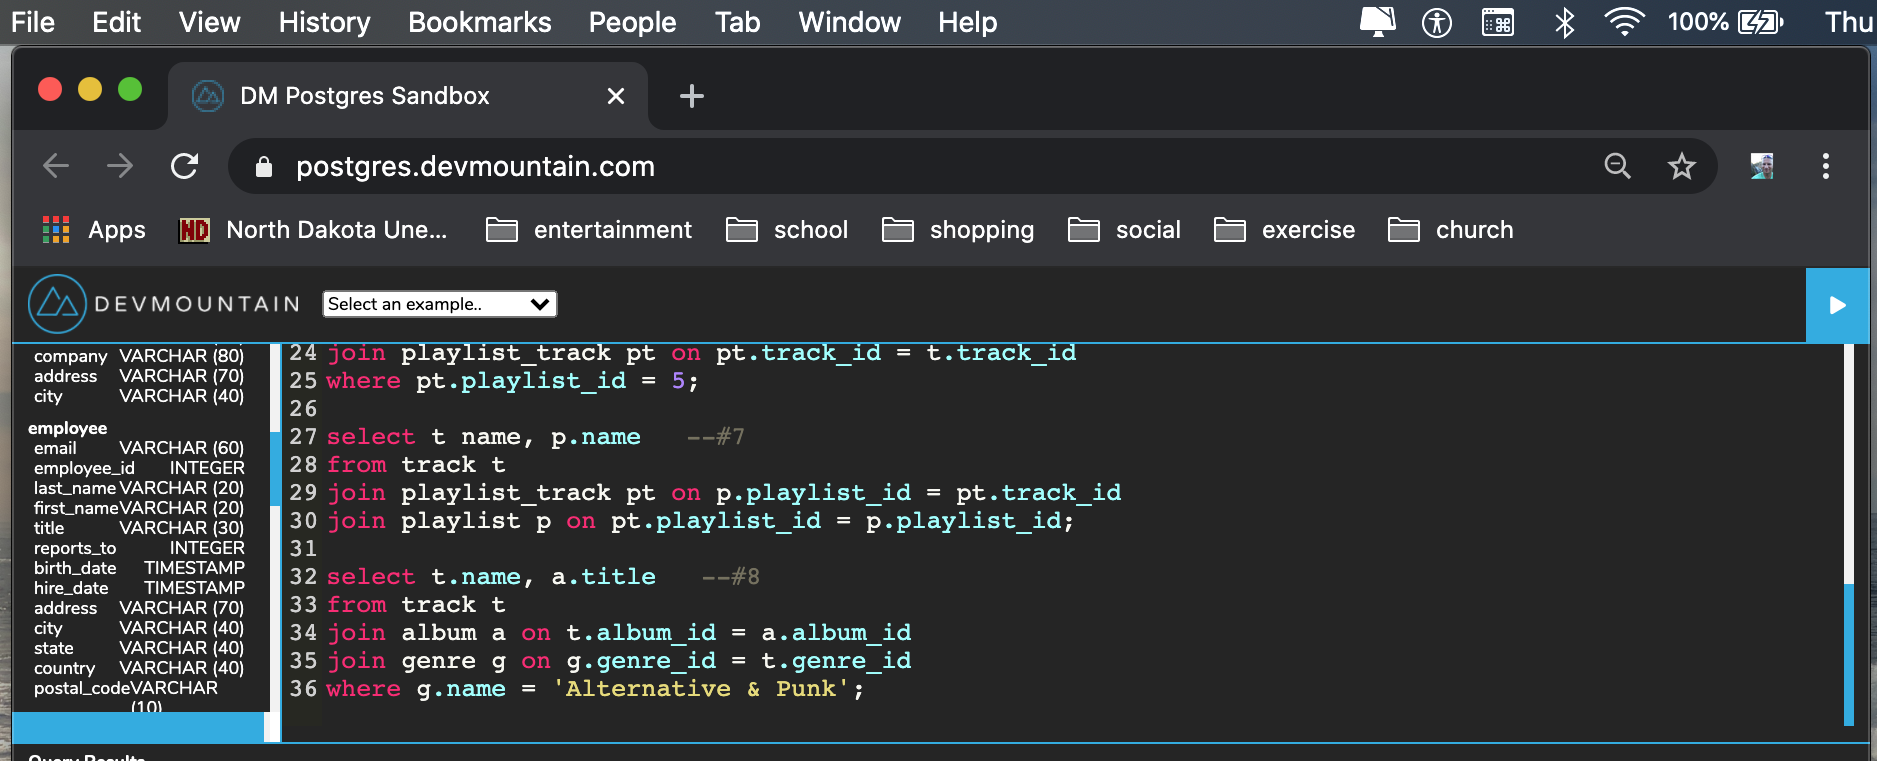 File Edit View History Bookmarks People Tab Window Help 100% Thu
DM Postgres Sandbox
postgres.devmountain.com
Apps ND North Dakota Une... entertainment school shopping social exercise church
DEVMOUNTAIN Select an example..
company VARCHAR (80)
address VARCHAR (70)
city VARCHAR (40)
employee
email VARCHAR (60)
employee_id INTEGER
last_name VARCHAR (20)
first_name VARCHAR (20)
title VARCHAR (30)
reports_to INTEGER
birth_date TIMESTAMP
hire_date TIMESTAMP
address VARCHAR (70)
city VARCHAR (40)
state VARCHAR (40)
country VARCHAR (40)
postal_code VARCHAR
(10)
24 join playlist_track pt on pt.track_id = t.track_id
25 where pt.playlist_id = 5;
26
27 select t name, p.name --#7
28 from track t
29 join playlist_track pt on p.playlist_id = pt.track_id
30 join playlist p on pt.playlist_id = p.playlist_id;
31
32 select t.name, a.title --#8
33 from track t
34 join album a on t.album_id = a.album_id
35 join genre g on g.genre_id = t.genre_id
36 where g.name = 'Alternative & Punk';
Query Results